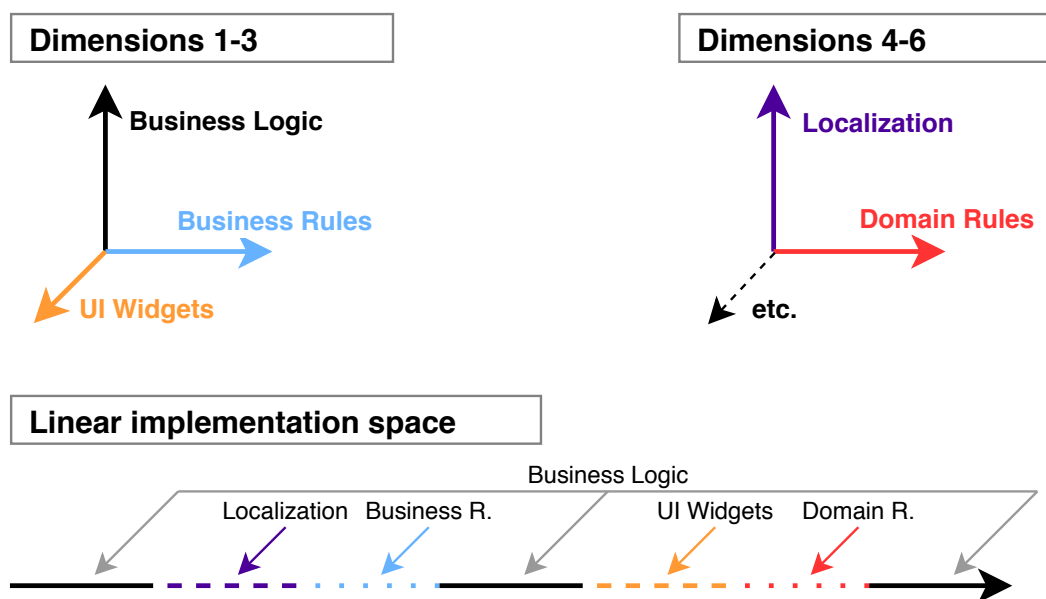 Dimensions 1-3
Dimensions 4-6
Business Logic
Localization
Business Rules
Domain Rules
UI Widgets
etc.
Linear implementation space
Business Logic
Localization
Business R.
UI Widgets
Domain R.